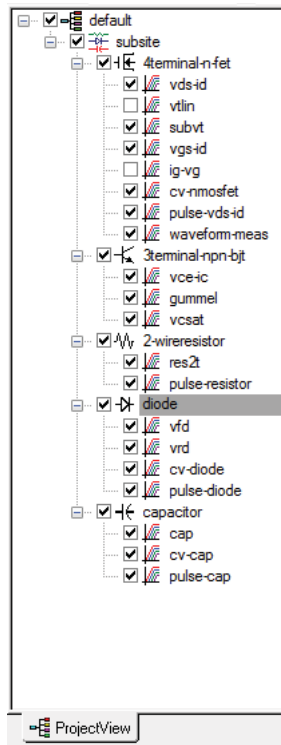 default
subsite
4terminal-n-fet
vds-id
vtlin
subvt
vgs-id
ig-vg
cv-nmosfet
pulse-vds-id
waveform-meas
3terminal-npn-bjt
vce-ic
gummel
vcsat
2-wireresistor
res2t
pulse-resistor
diode
vfd
vrd
cv-diode
pulse-diode
capacitor
cap
cv-cap
pulse-cap
ProjectView